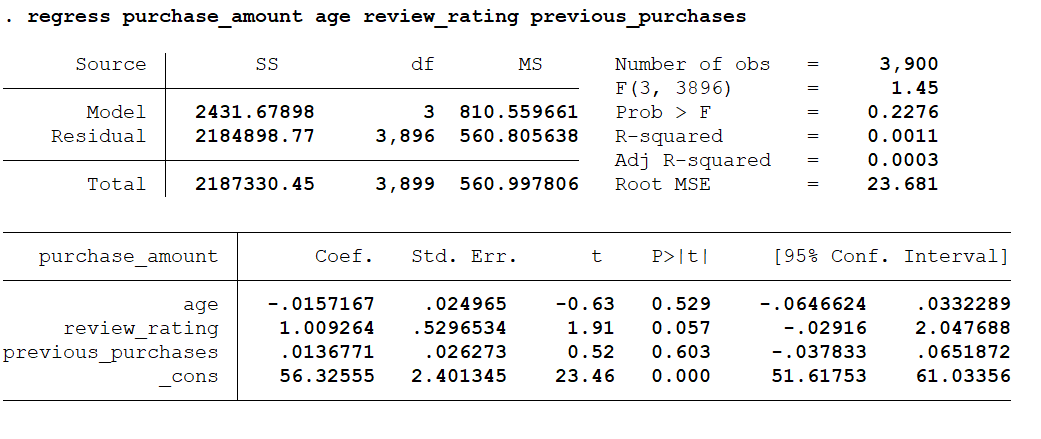 . regress purchase_amount age review_rating previous_purchases
Source SS df MS Number of obs = 3,900
F(3, 3896) = 1.45
Model 2431.67898 3 810.559661 Prob > F = 0.2276
Residual 2184898.77 3,896 560.805638 R-squared = 0.0011
Adj R-squared = 0.0003
Total 2187330.45 3,899 560.997806 Root MSE = 23.681
purchase_amount Coef. Std. Err. t P>|t| [95% Conf. Interval]
age -.0157167 .024965 -0.63 0.529 -.0646624 .0332289
review_rating 1.009264 .5296534 1.91 0.057 -.02916 2.047688
previous_purchases .0136771 .026273 0.52 0.603 -.037833 .0651872
_cons 56.32555 2.401345 23.46 0.000 51.61753 61.03356